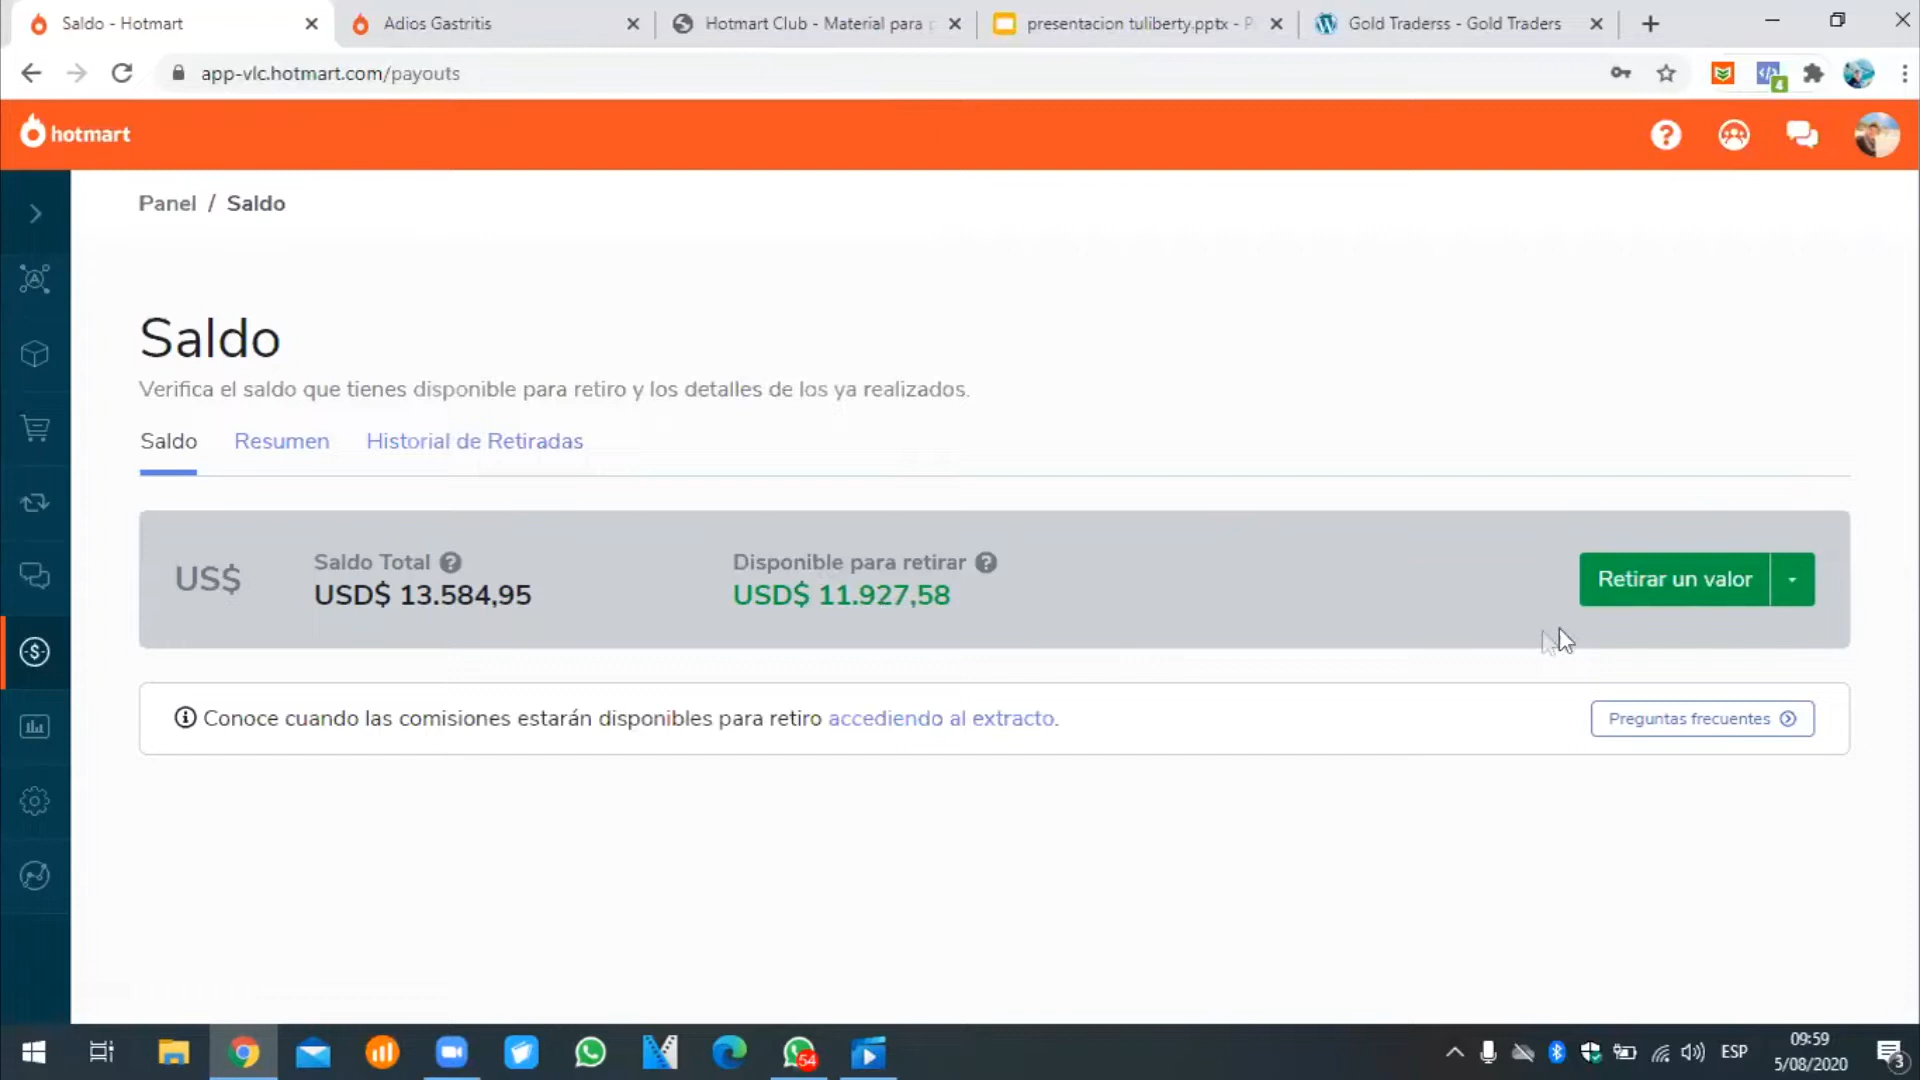 Saldo - Hotmart
Adios Gastritis
Hotmart Club - Material para
presentacion tuliberty.pptx - P
Gold Traderss - Gold Traders
app-vlc.hotmart.com/payouts
4
hotmart
Panel / Saldo
Saldo
Verifica el saldo que tienes disponible para retiro y los detalles de los ya realizados.
Saldo Resumen Historial de Retiradas
US$
Saldo Total
USD$ 13.584,95
Disponible para retirar
USD$ 11.927,58
Retirar un valor
Conoce cuando las comisiones estarán disponibles para retiro accediendo al extracto.
Preguntas frecuentes
54
ESP
09:59
5/08/2020
3